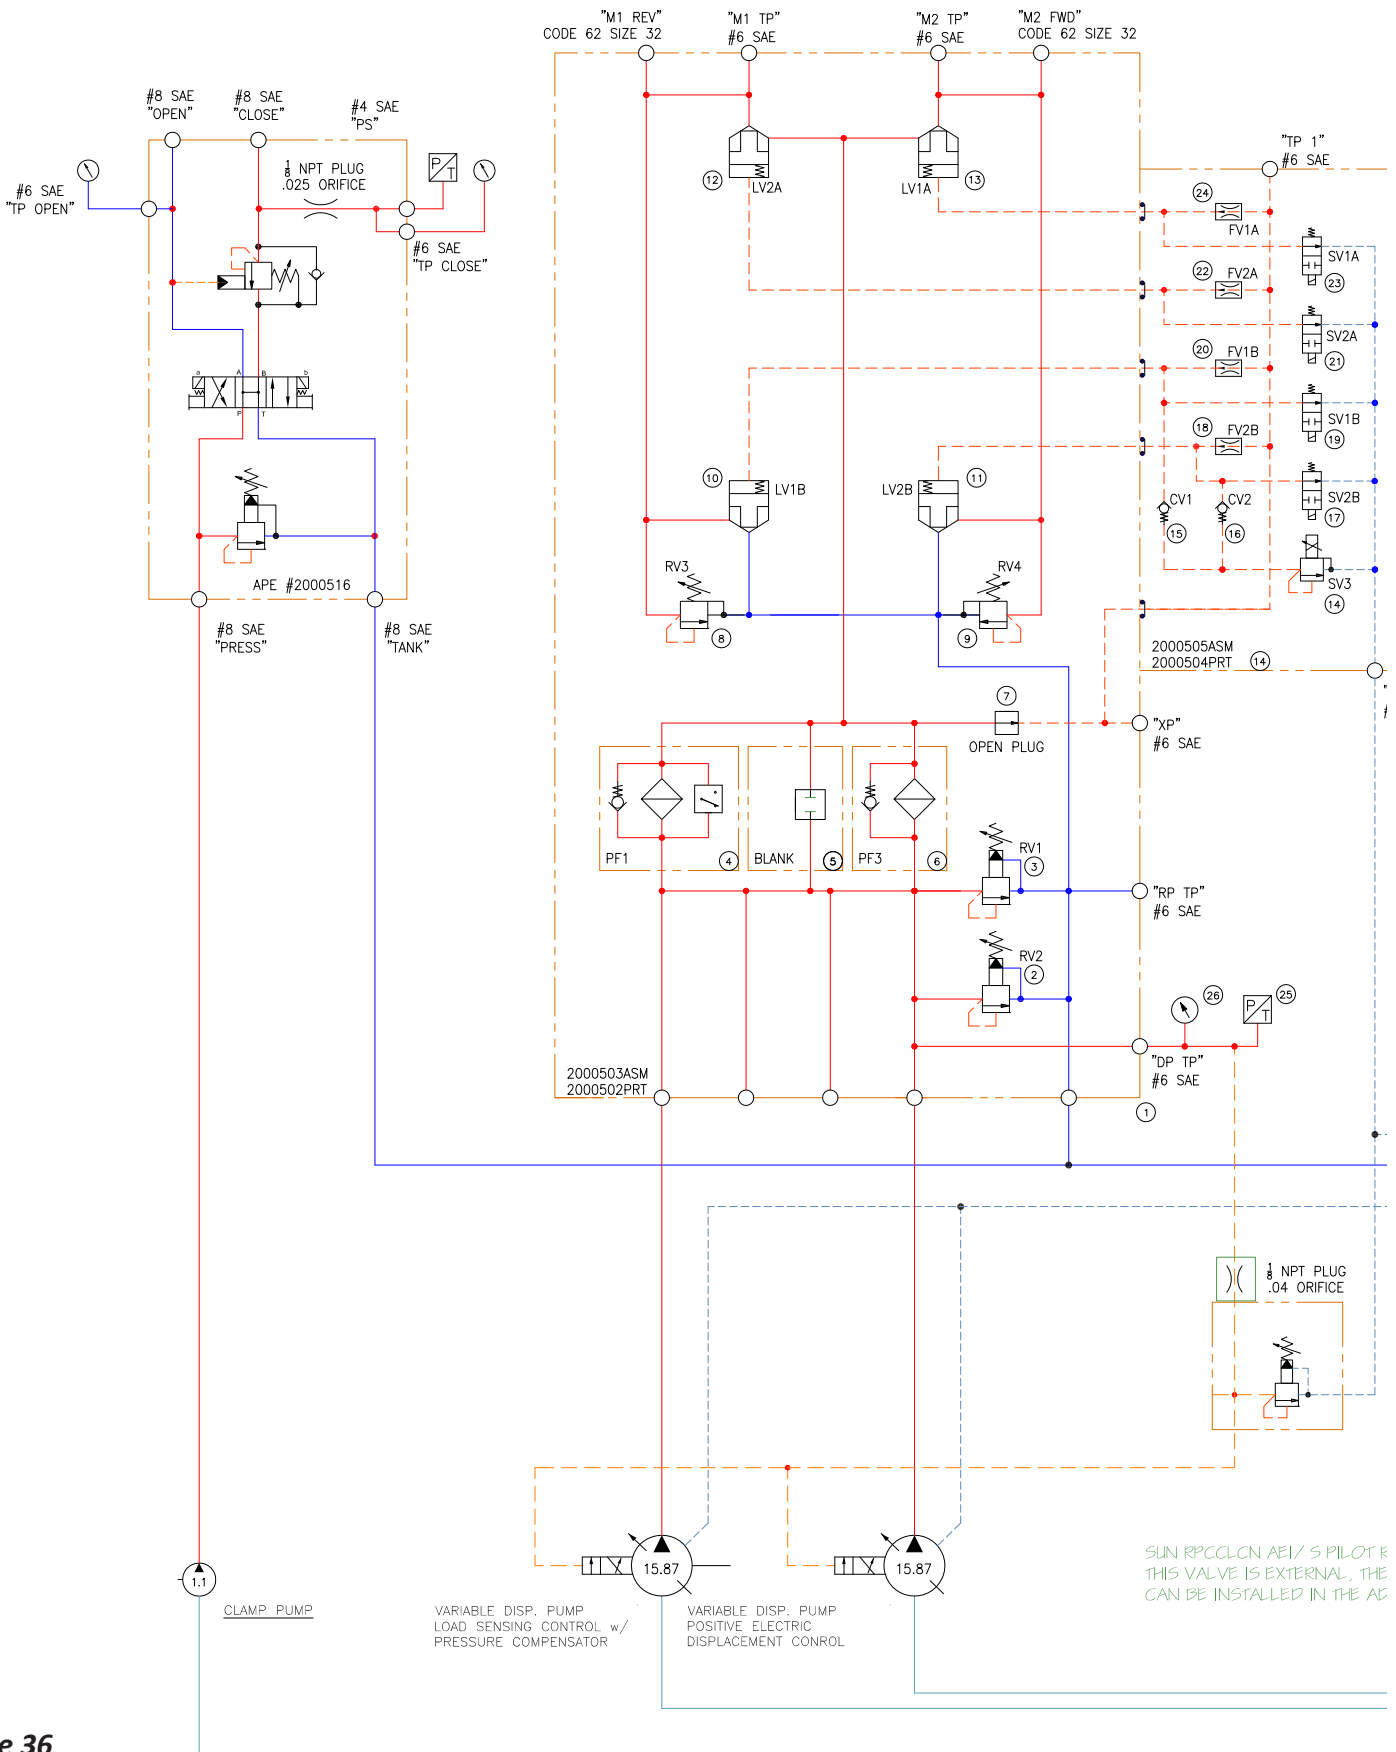 "M1 REV"
CODE 62 SIZE 32
"M1 TP"
#6 SAE
"M2 TP"
#6 SAE
"M2 FWD"
CODE 62 SIZE 32
#8 SAE
"OPEN"
#8 SAE
"CLOSE"
#4 SAE
"PS"
"TP 1"
#6 SAE
P/T
1/8 NPT PLUG
.025 ORIFICE
#6 SAE
"TP OPEN"
#6 SAE
"TP CLOSE"
12
LV2A
LV1A
13
24
FV1A
SV1A
23
22
FV2A
SV2A
21
20
FV1B
SV1B
19
18
FV2B
SV2B
17
a A B b
P T
10
LV1B
LV2B
11
CV1
15
CV2
16
SV3
14
RV3
8
RV4
9
APE #2000516
#8 SAE
"PRESS"
#8 SAE
"TANK"
2000505ASM
2000504PRT
14
7
OPEN PLUG
"XP"
#6 SAE
PF1
4
BLANK
5
PF3
6
RV1
3
"RP TP"
#6 SAE
RV2
2
26
P/T
25
"DP TP"
#6 SAE
2000503ASM
2000502PRT
1
1/8 NPT PLUG
.04 ORIFICE
1.1
CLAMP PUMP
15.87
15.87
VARIABLE DISP. PUMP
LOAD SENSING CONTROL w/
PRESSURE COMPENSATOR
VARIABLE DISP. PUMP
POSITIVE ELECTRIC
DISPLACEMENT CONROL
SUN RPCCLCN AEI/ S PILOT
THIS VALVE IS EXTERNAL, THE
CAN BE INSTALLED IN THE
e 36